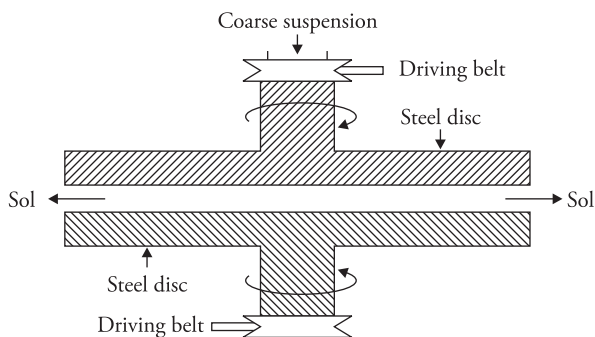 Coarse suspension
Driving belt
Steel disc
Sol
Sol
Steel disc
Driving belt